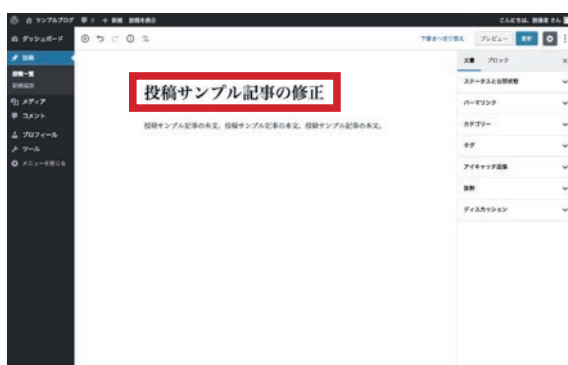 サンプルブログ
+ 新規 投稿を表示
こんにちは、投稿者 さん
ダッシュボード
投稿
投稿一覧
新規追加
メディア
コメント
プロフィール
ツール
メニューを閉じる
下書きへ切り替え
プレビュー
更新
投稿サンプル記事の修正
投稿サンプル記事の本文。投稿サンプル記事の本文。投稿サンプル記事の本文。
文書 ブロック
ステータスと公開状態
パーマリンク
カテゴリー
タグ
アイキャッチ画像
抜粋
ディスカッション